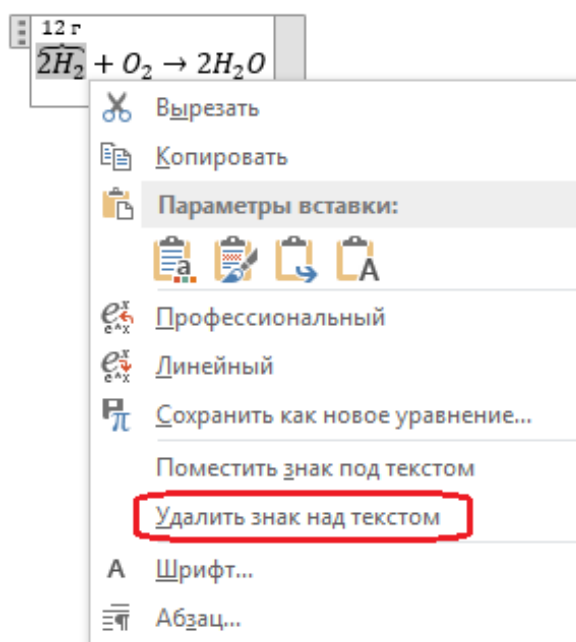 12 г
2H₂ + O₂ → 2H₂O
Вырезать
Копировать
Параметры вставки:
Профессиональный
Линейный
Сохранить как новое уравнение...
Поместить знак под текстом
Удалить знак над текстом
Шрифт...
Абзац...